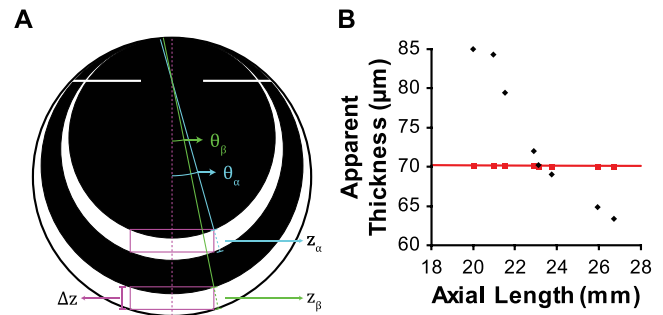 A
θβ
θα
zα
Δz
zβ
B
Apparent
Thickness (µm)
85
80
75
70
65
60
18 20 22 24 26 28
Axial Length (mm)